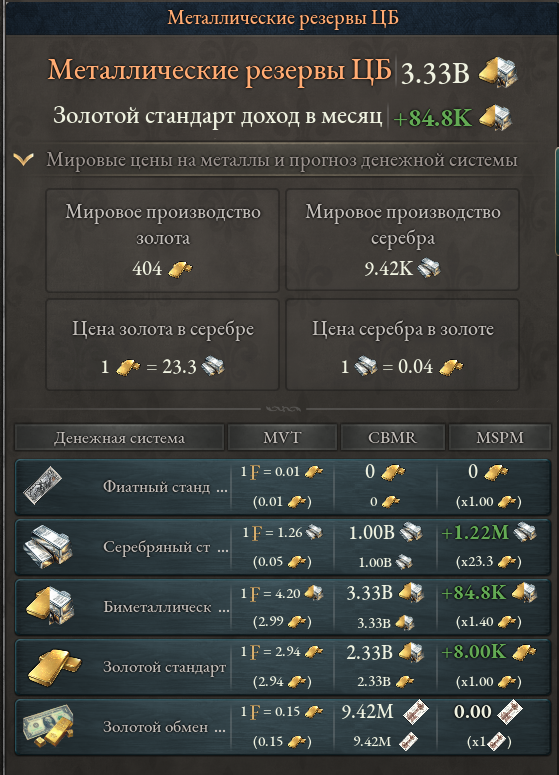 Металлические резервы ЦБ
Металлические резервы ЦБ 3.33B
Золотой стандарт доход в месяц +84.8K
Мировые цены на металлы и прогноз денежной системы
Мировое производство
золота
404
Мировое производство
серебра
9.42K
Цена золота в серебре
1 = 23.3
Цена серебра в золоте
1 = 0.04
Денежная система MVT CBMR MSPM
Фиатный станд ...
1 ₣ = 0.01 0 0
(0.01 ) 0 (x1.00 )
Серебряный ст ...
1 ₣ = 1.26 1.00B +1.22M
(0.05 ) 1.00B (x23.3 )
Биметаллическ ...
1 ₣ = 4.20 3.33B +84.8K
(2.99 ) 3.33B (x1.40 )
Золотой стандарт
1 ₣ = 2.94 2.33B +8.00K
(2.94 ) 2.33B (x1.00 )
Золотой обмен ...
1 ₣ = 0.15 9.42M 0.00
(0.15 ) 9.42M (x1 )